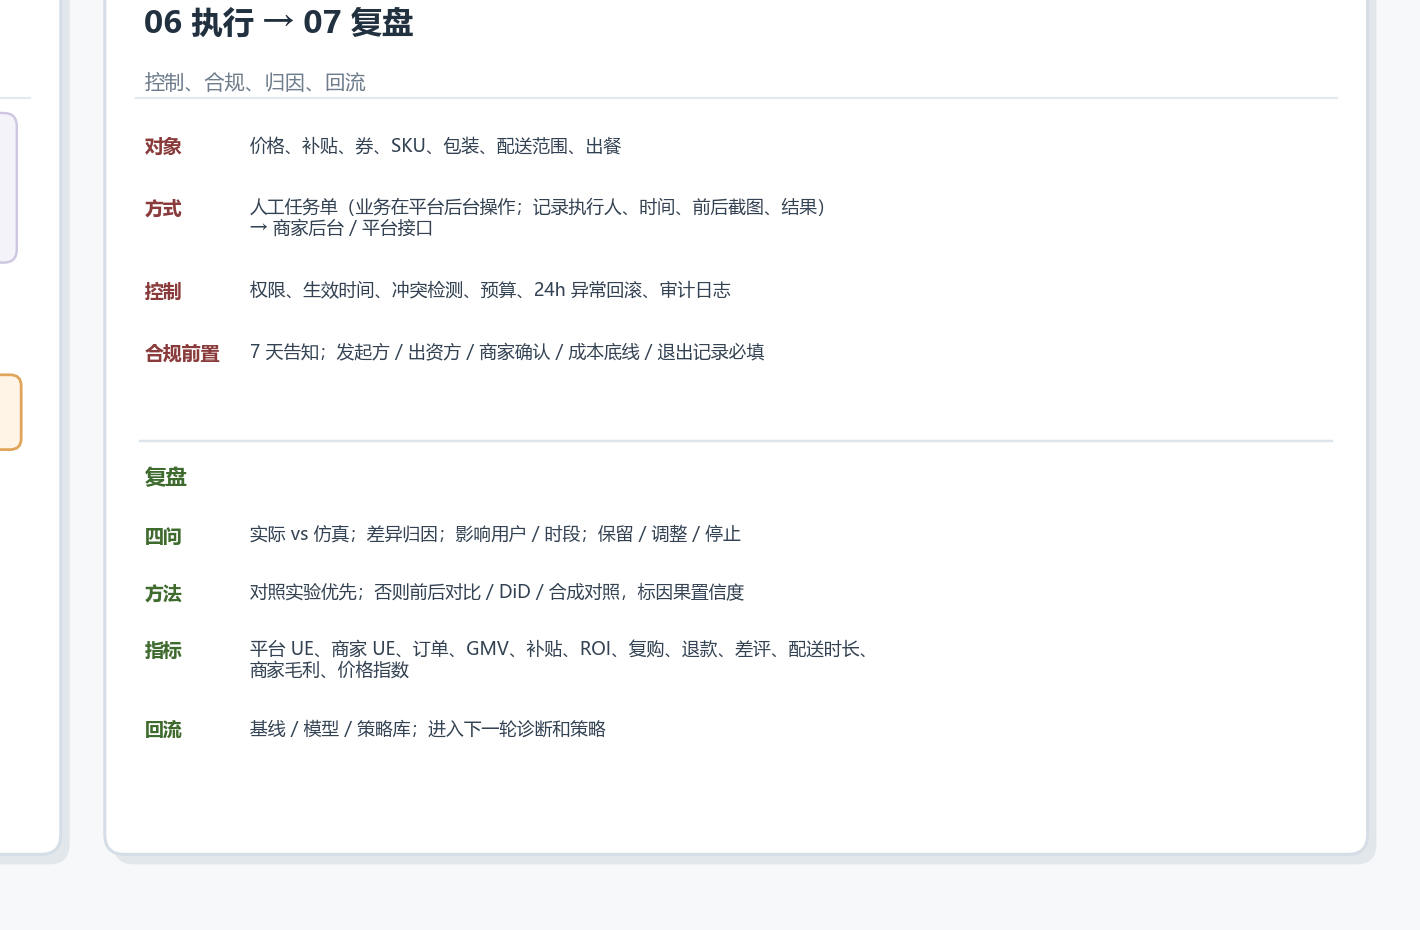 06 执行 → 07 复盘
控制、合规、归因、回流
对象 价格、补贴、券、SKU、包装、配送范围、出餐
方式 人工任务单（业务在平台后台操作；记录执行人、时间、前后截图、结果）
→ 商家后台 / 平台接口
控制 权限、生效时间、冲突检测、预算、24h 异常回滚、审计日志
合规前置 7 天告知；发起方 / 出资方 / 商家确认 / 成本底线 / 退出记录必填
复盘
四问 实际 vs 仿真；差异归因；影响用户 / 时段；保留 / 调整 / 停止
方法 对照实验优先；否则前后对比 / DiD / 合成对照，标因果置信度
指标 平台 UE、商家 UE、订单、GMV、补贴、ROI、复购、退款、差评、配送时长、
商家毛利、价格指数
回流 基线 / 模型 / 策略库；进入下一轮诊断和策略